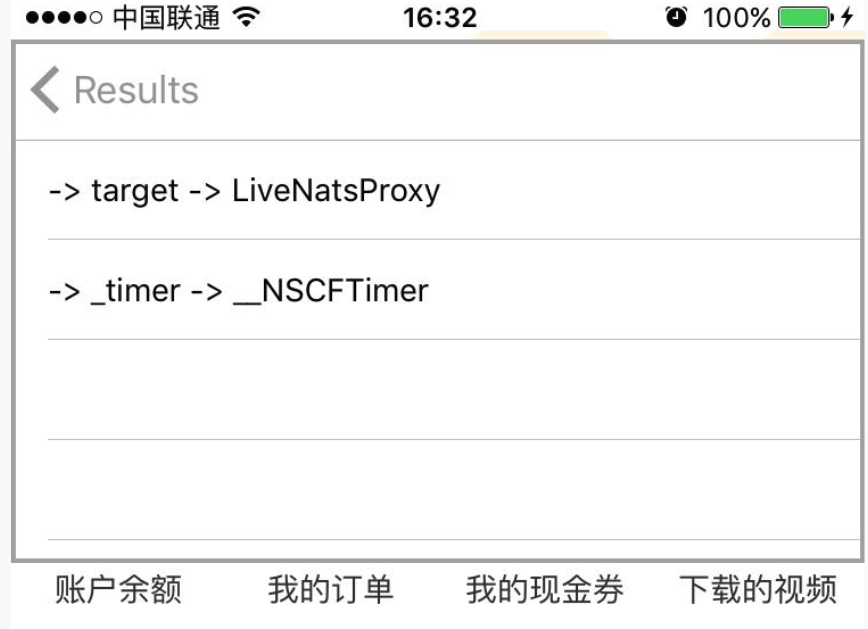 中国联通 16:32 100%
Results
-> target -> LiveNatsProxy
-> _timer -> __NSCFTimer
账户余额 我的订单 我的现金券 下载的视频